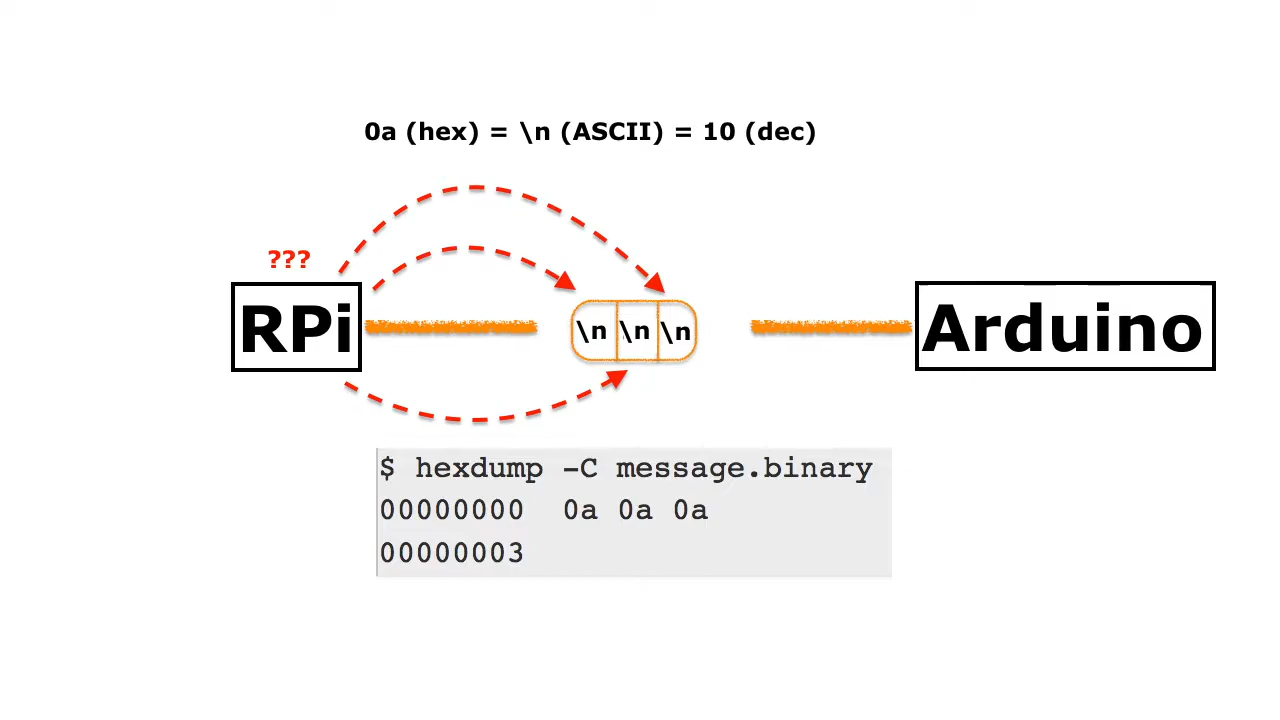 0a (hex) = \n (ASCII) = 10 (dec)
???
RPi
\n \n \n
Arduino
$ hexdump -C message.binary
00000000  0a 0a 0a
00000003